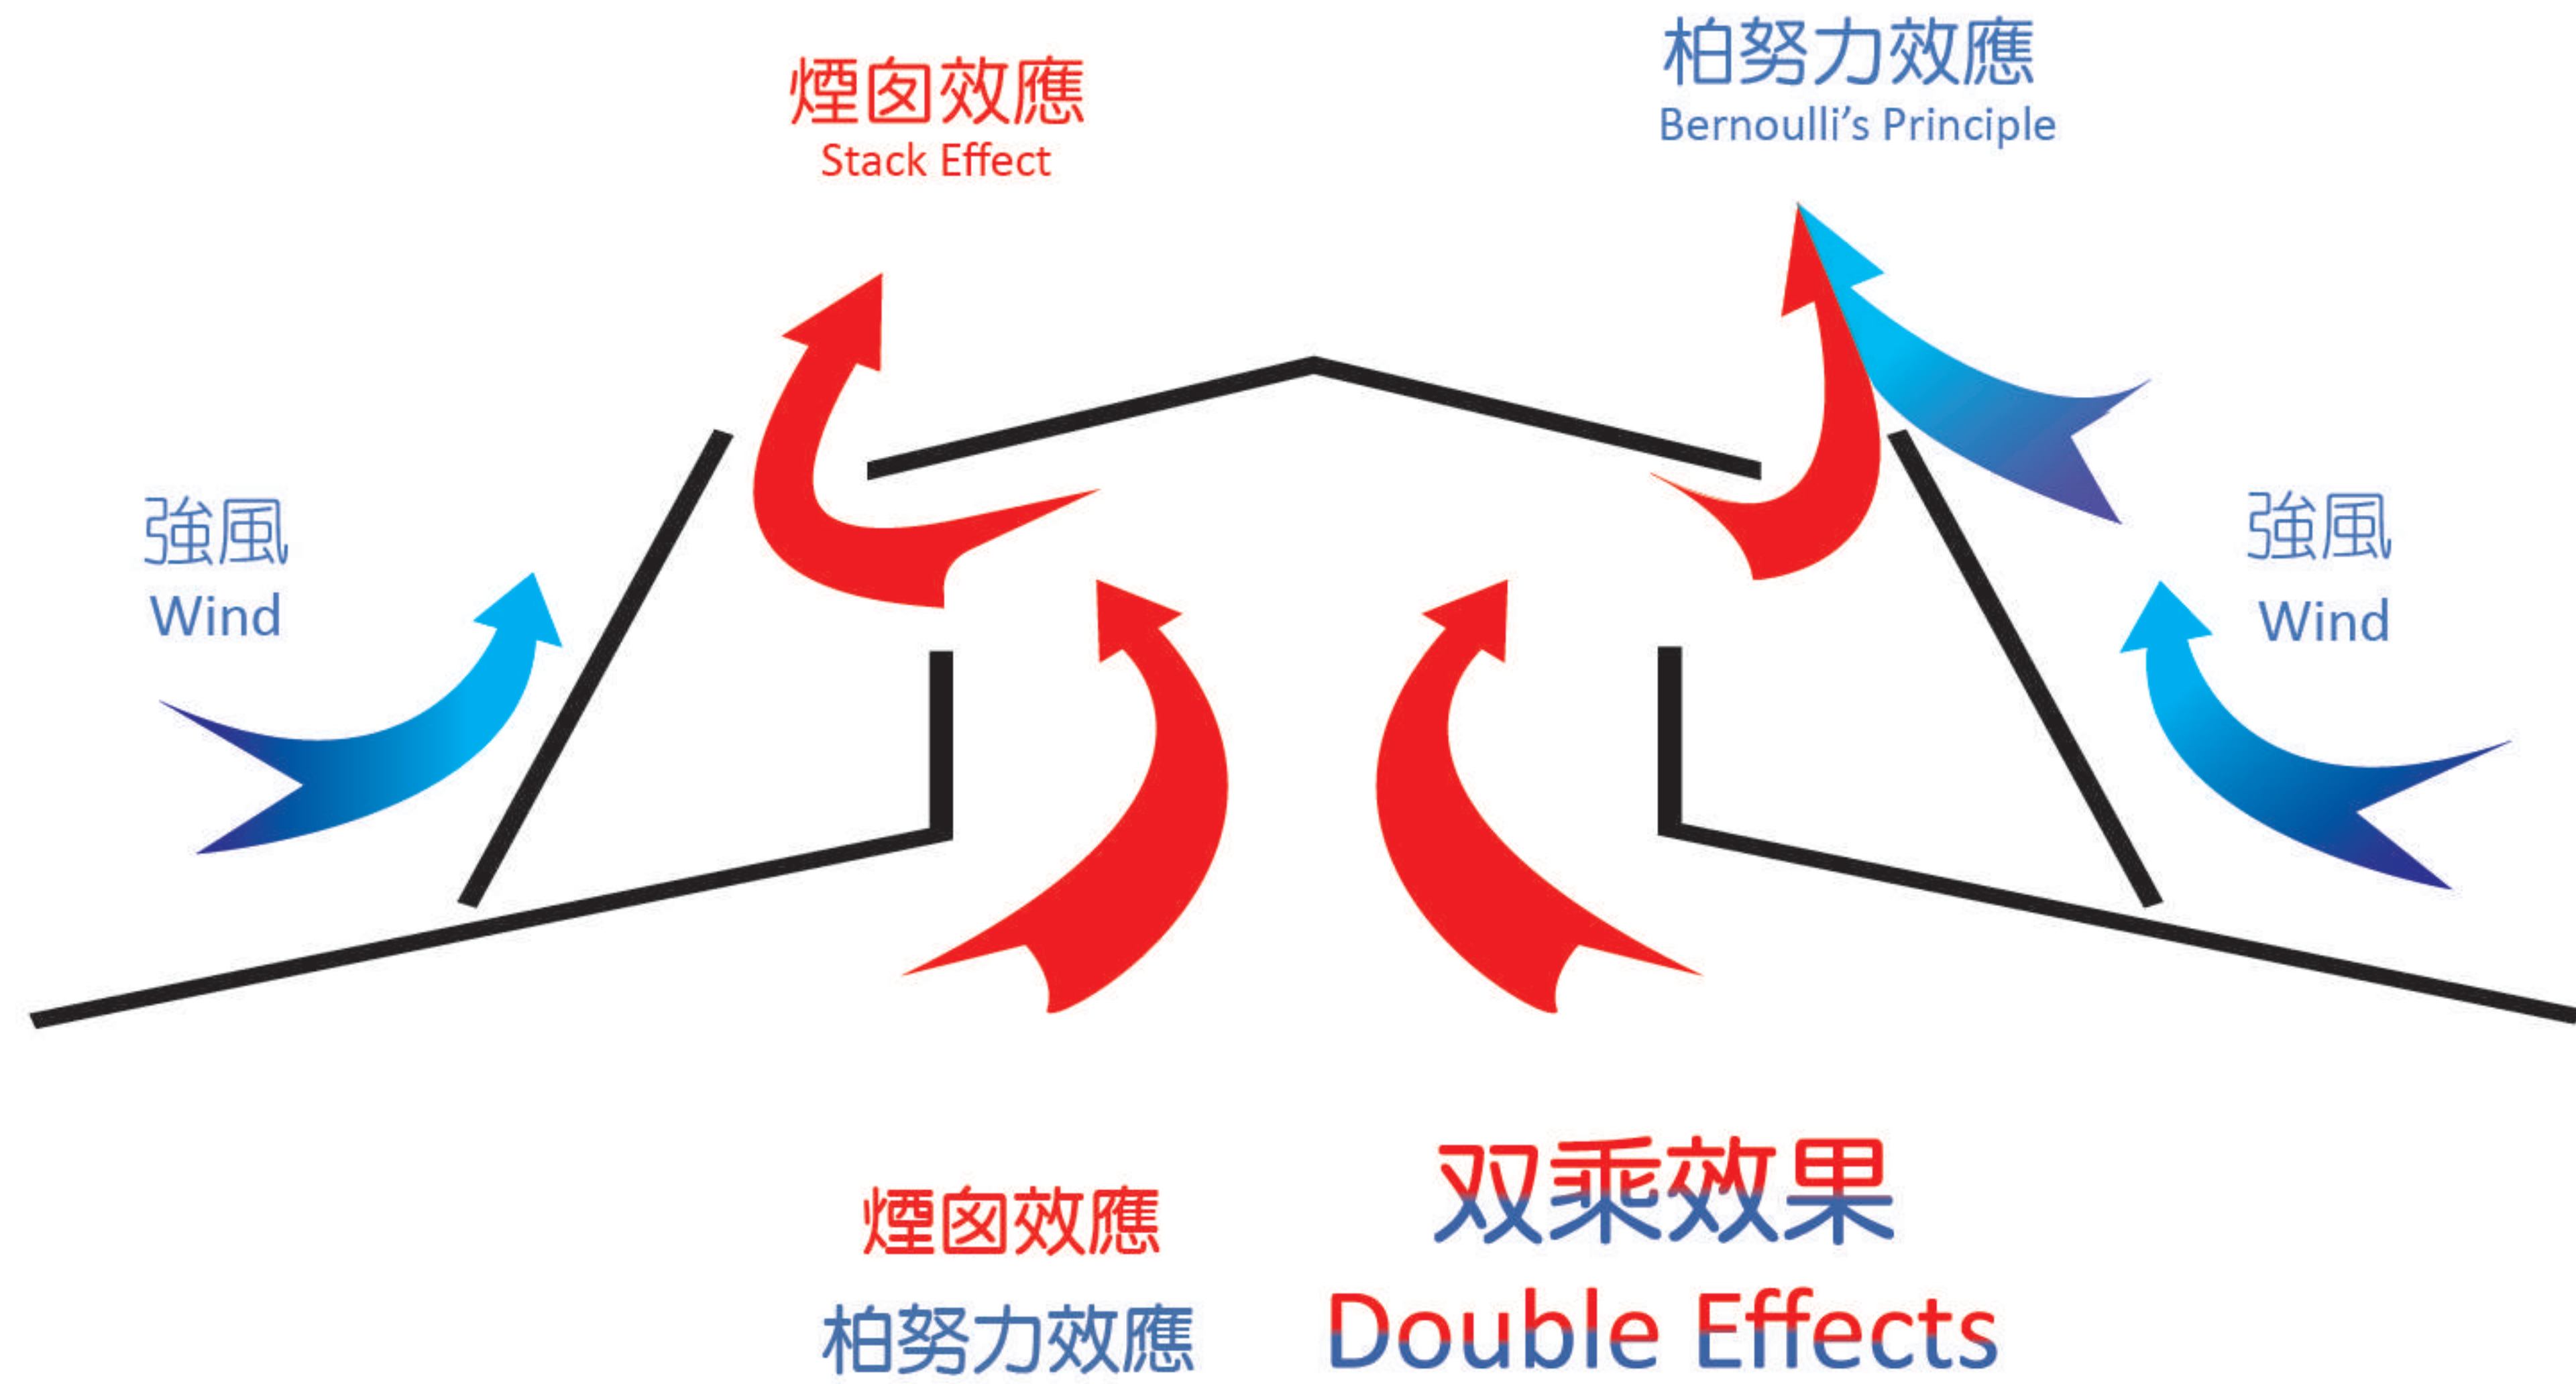 煙囪效應
Stack Effect
柏努力效應
Bernoulli’s Principle
強風
Wind
強風
Wind
煙囪效應
柏努力效應
双乘效果
Double Effects